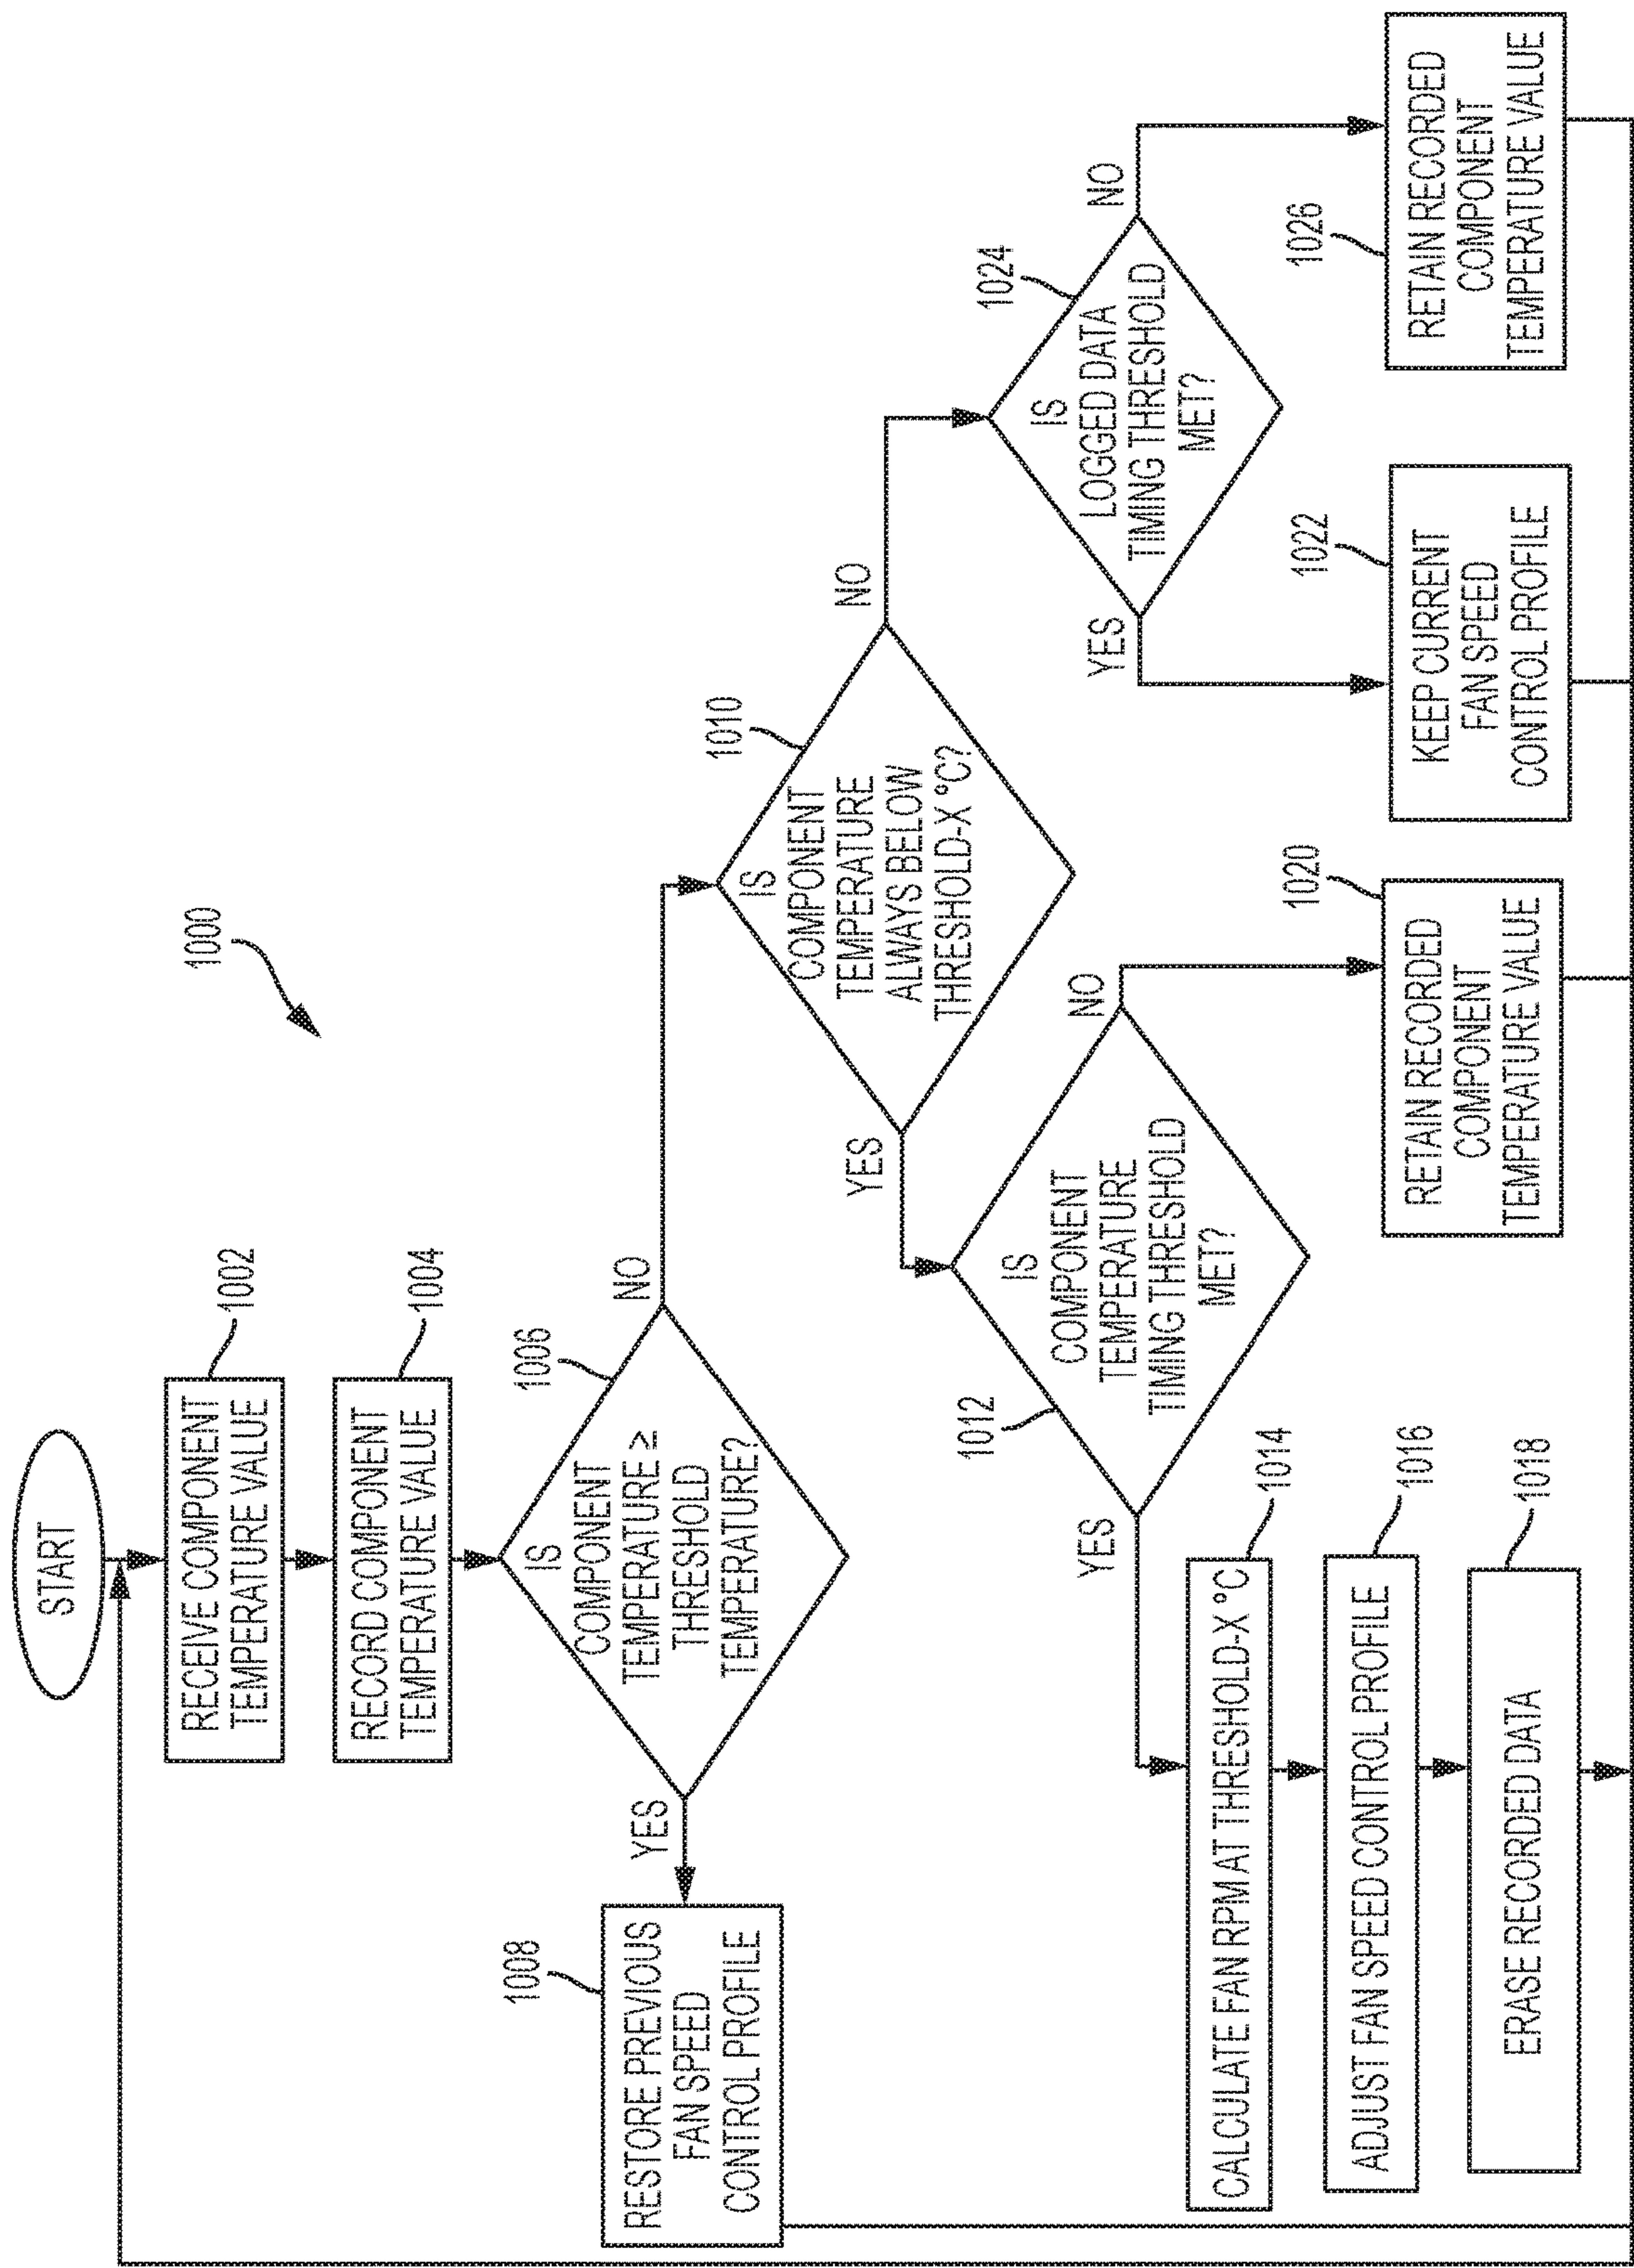 1000
START
RECEIVE COMPONENT
TEMPERATURE VALUE
1002
RECORD COMPONENT
TEMPERATURE VALUE
1004
IS
COMPONENT
TEMPERATURE ≥
THRESHOLD
TEMPERATURE?
1006
YES
NO
RESTORE PREVIOUS
FAN SPEED
CONTROL PROFILE
1008
IS
COMPONENT
TEMPERATURE
ALWAYS BELOW
THRESHOLD-X °C?
1010
YES
NO
IS
COMPONENT
TEMPERATURE
TIMING THRESHOLD
MET?
1012
YES
NO
IS
LOGGED DATA
TIMING THRESHOLD
MET?
1024
YES
NO
CALCULATE FAN RPM AT THRESHOLD-X °C
1014
ADJUST FAN SPEED CONTROL PROFILE
1016
ERASE RECORDED DATA
1018
RETAIN RECORDED
COMPONENT
TEMPERATURE VALUE
1020
KEEP CURRENT
FAN SPEED
CONTROL PROFILE
1022
RETAIN RECORDED
COMPONENT
TEMPERATURE VALUE
1026